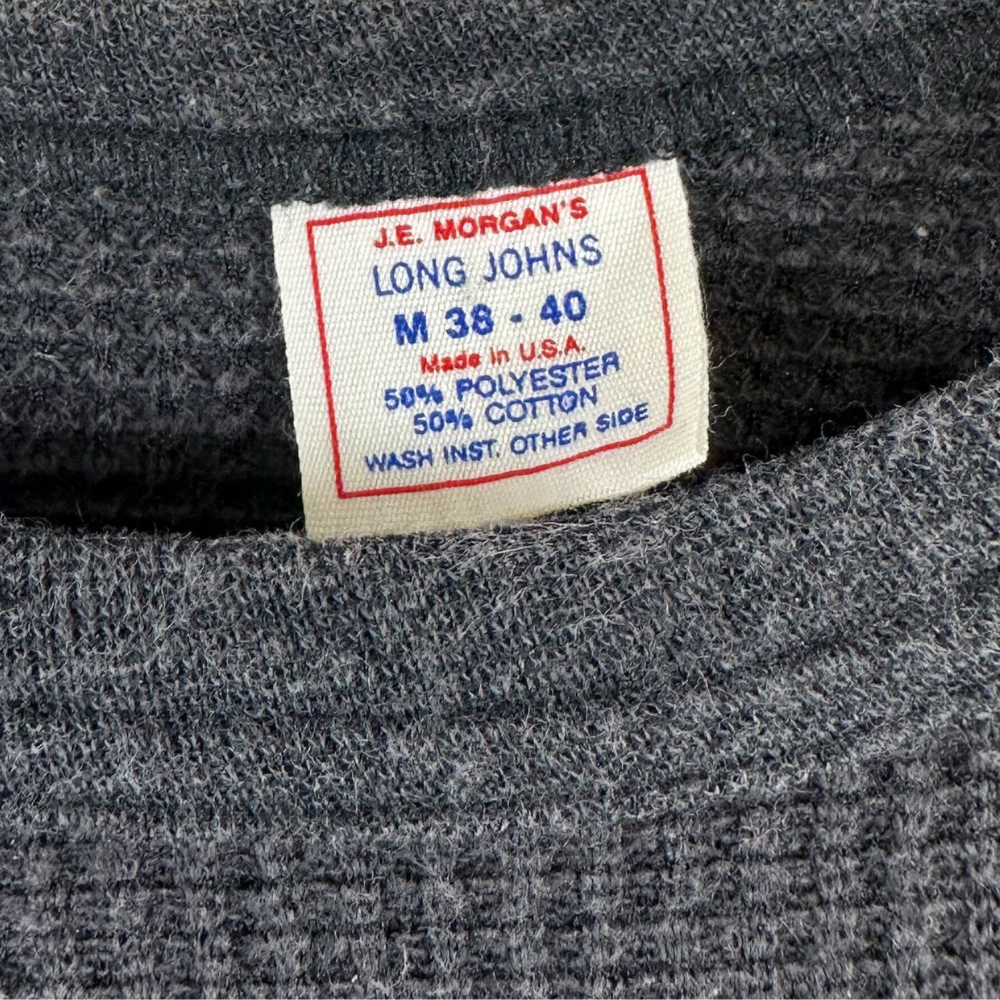 J.E. MORGAN'S
LONG JOHNS
M 38 - 40
Made in U.S.A.
50% POLYESTER
50% COTTON
WASH INST. OTHER SIDE